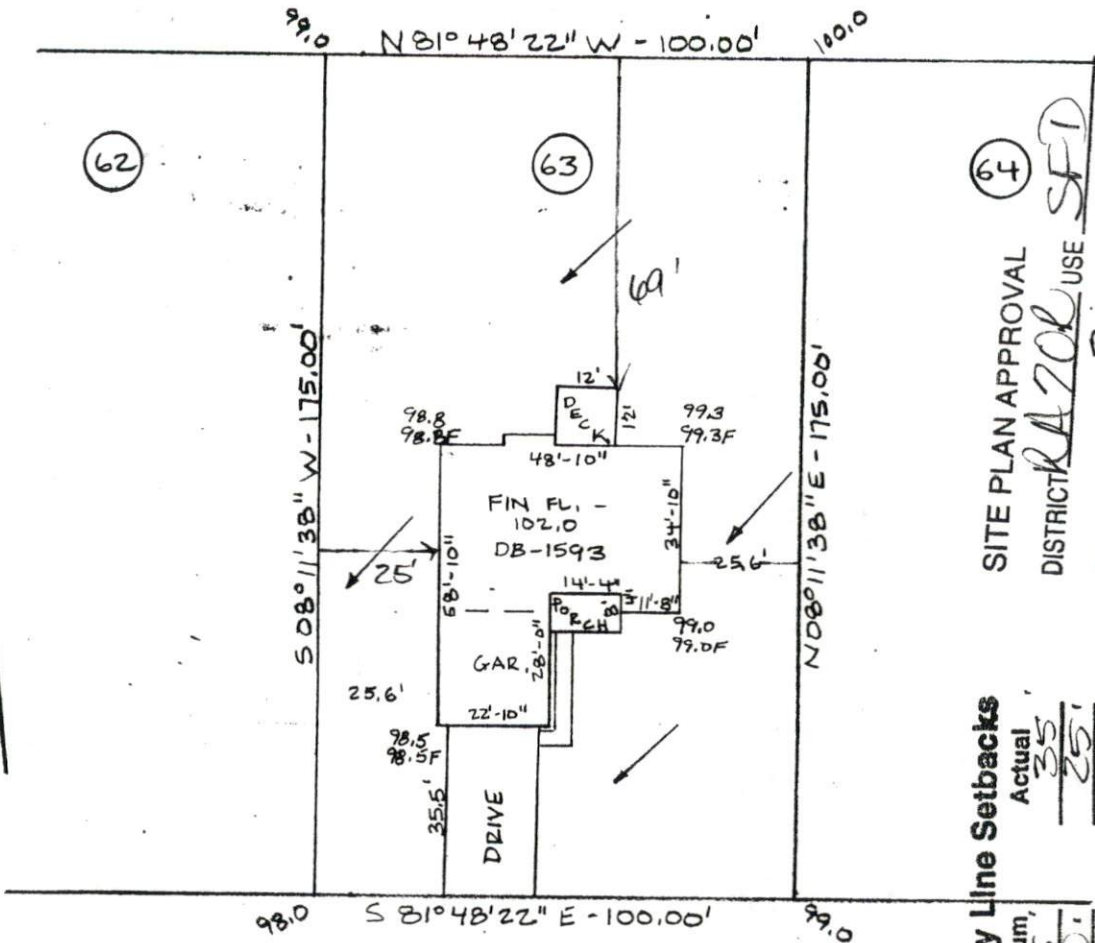 99.0
N 81° 48' 22" W - 100.00'
100.0
62
63
64
69'
S 08° 11' 38" W - 175.00'
N 08° 11' 38" E - 175.00'
12'
DECK
12'
98.8
98.8F
99.3
99.3F
48'-10"
FIN FL. -
102.0
DB-1593
34'-10"
58'-10"
25'
25.6'
14'-4"
PORCH
8'
4'
11'-8"
99.0
99.0F
GAR.
28'-0"
25.6'
22'-10"
98.5
98.5F
35.5'
DRIVE
98.0
S 81° 48' 22" E - 100.00'
99.0
SITE PLAN APPROVAL
DISTRICT RA20R USE SFD
y Line Setbacks
Actual
35'
25'